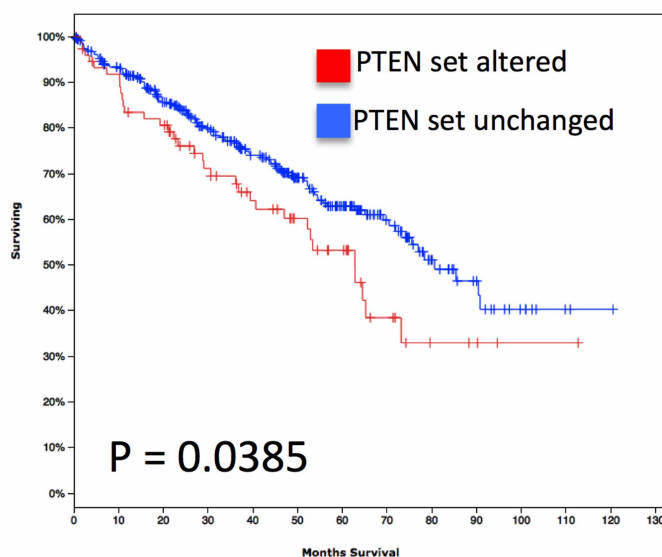 PTEN set altered
PTEN set unchanged
Surviving
100%
90%
80%
70%
60%
50%
40%
30%
20%
10%
0%
P = 0.0385
0 10 20 30 40 50 60 70 80 90 100 110 120 130
Months Survival